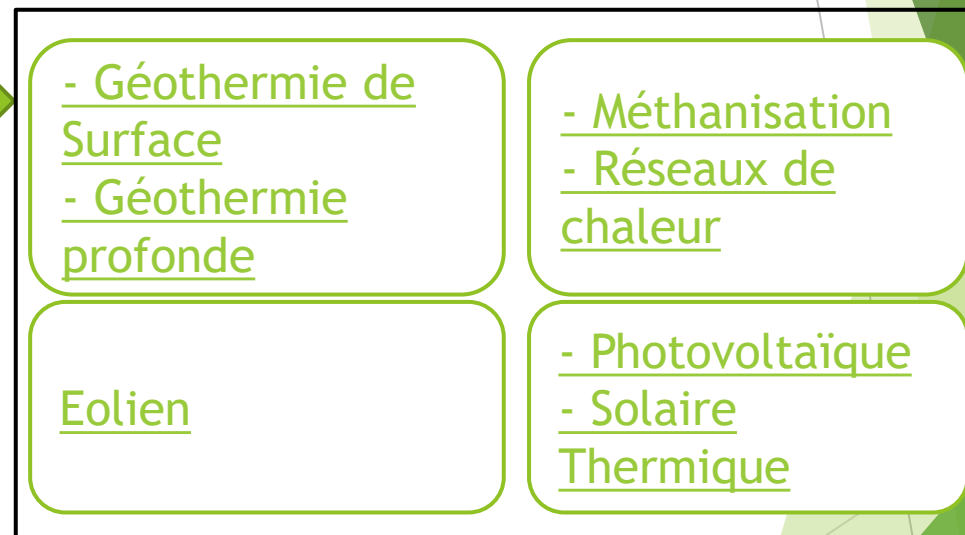 - Géothermie de
Surface
- Géothermie
profonde
- Méthanisation
- Réseaux de
chaleur
Eolien
- Photovoltaïque
- Solaire
Thermique